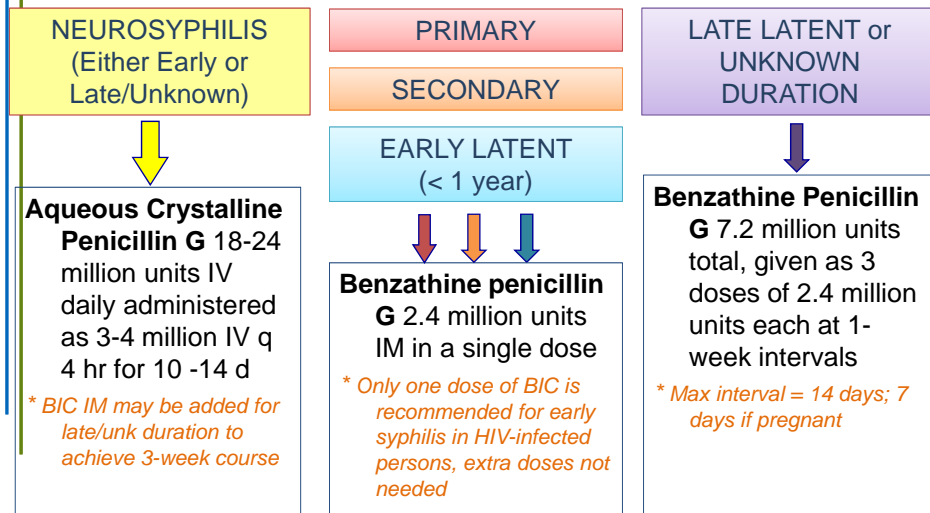 NEUROSYPHILIS
(Either Early or
Late/Unknown)
Aqueous Crystalline
Penicillin G 18-24
million units IV
daily administered
as 3-4 million IV q
4 hr for 10 -14 d
* BIC IM may be added for
late/unk duration to
achieve 3-week course
PRIMARY
SECONDARY
EARLY LATENT
(< 1 year)
Benzathine penicillin
G 2.4 million units
IM in a single dose
* Only one dose of BIC is
recommended for early
syphilis in HIV-infected
persons, extra doses not
needed
LATE LATENT or
UNKNOWN
DURATION
Benzathine Penicillin
G 7.2 million units
total, given as 3
doses of 2.4 million
units each at 1-
week intervals
* Max interval = 14 days; 7
days if pregnant